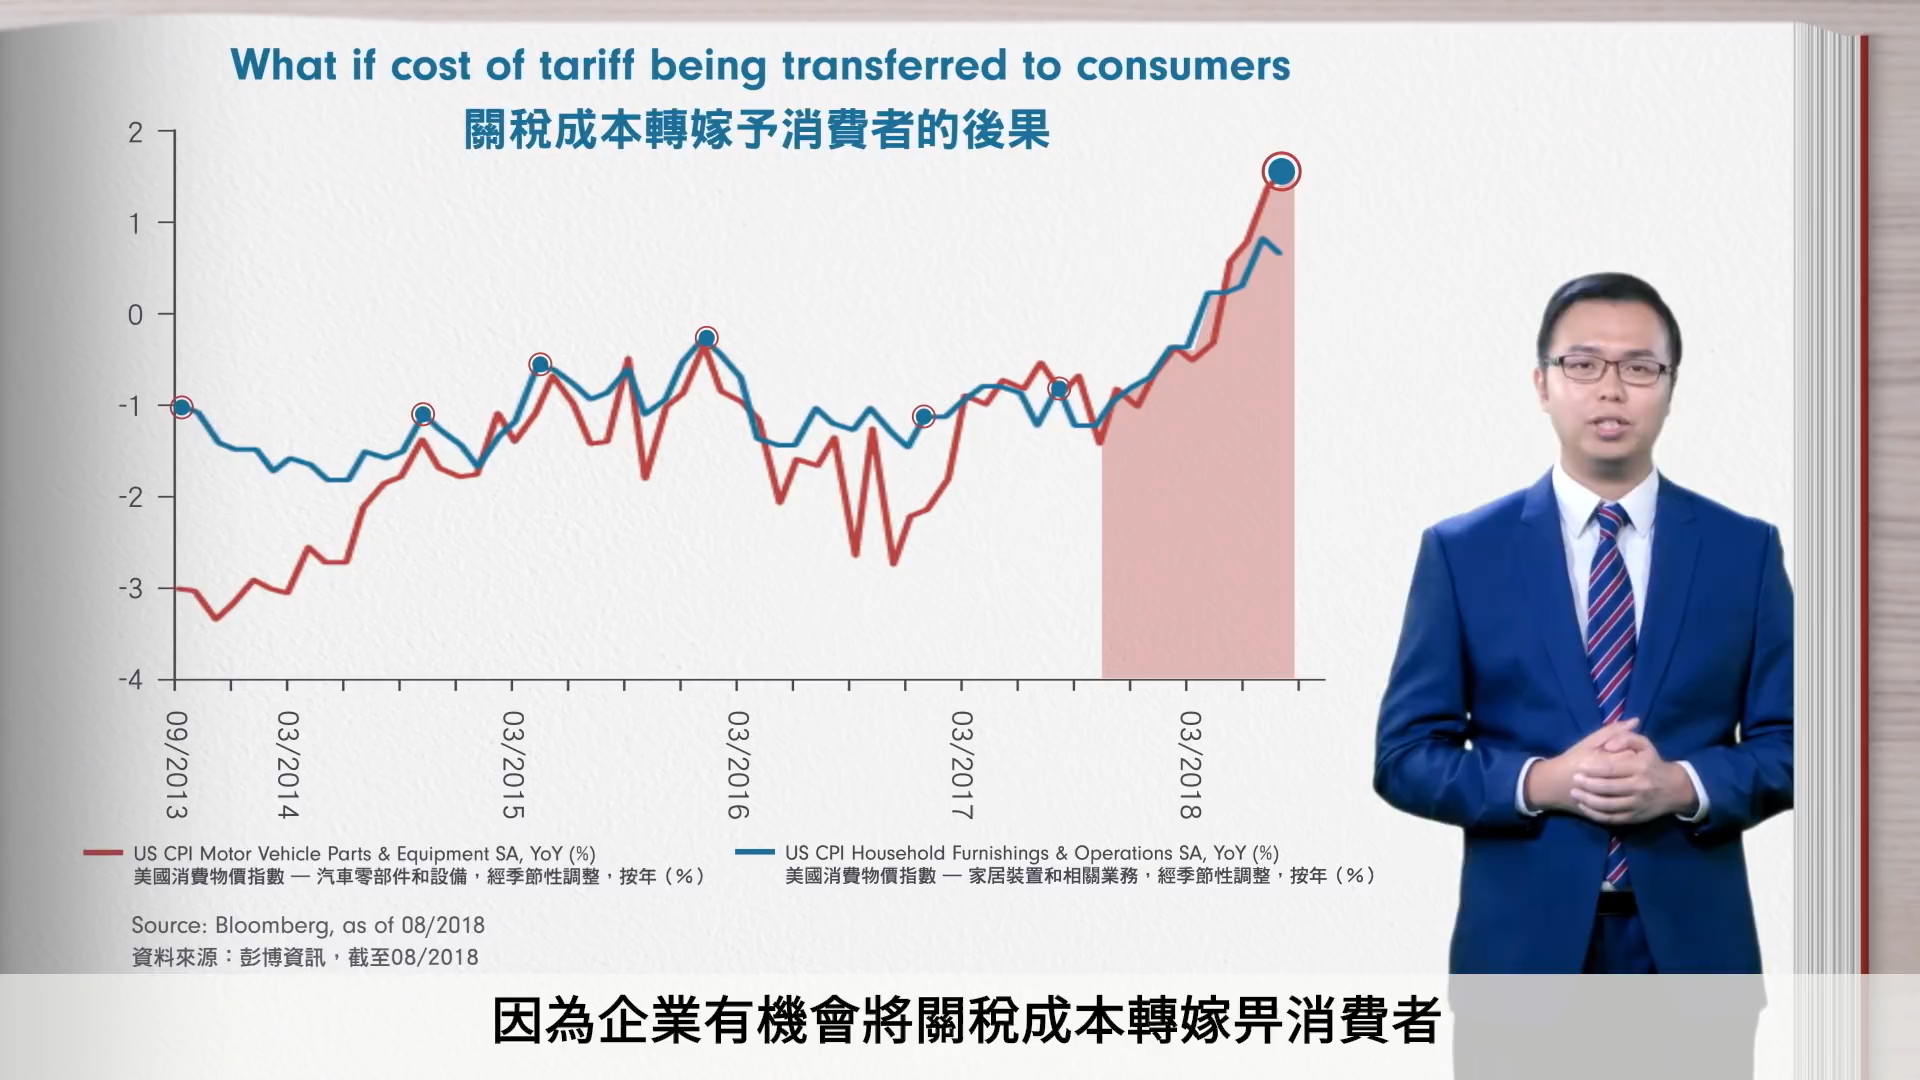 What if cost of tariff being transferred to consumers
關稅成本轉嫁予消費者的後果
2
1
0
-1
-2
-3
-4
09/2013
03/2014
03/2015
03/2016
03/2017
03/2018
US CPI Motor Vehicle Parts & Equipment SA, YoY (%)
美國消費物價指數 — 汽車零部件和設備，經季節性調整，按年（%）
US CPI Household Furnishings & Operations SA, YoY (%)
美國消費物價指數 — 家居裝置和相關業務，經季節性調整，按年（%）
Source: Bloomberg, as of 08/2018
資料來源：彭博資訊，截至08/2018
因為企業有機會將關稅成本轉嫁畀消費者